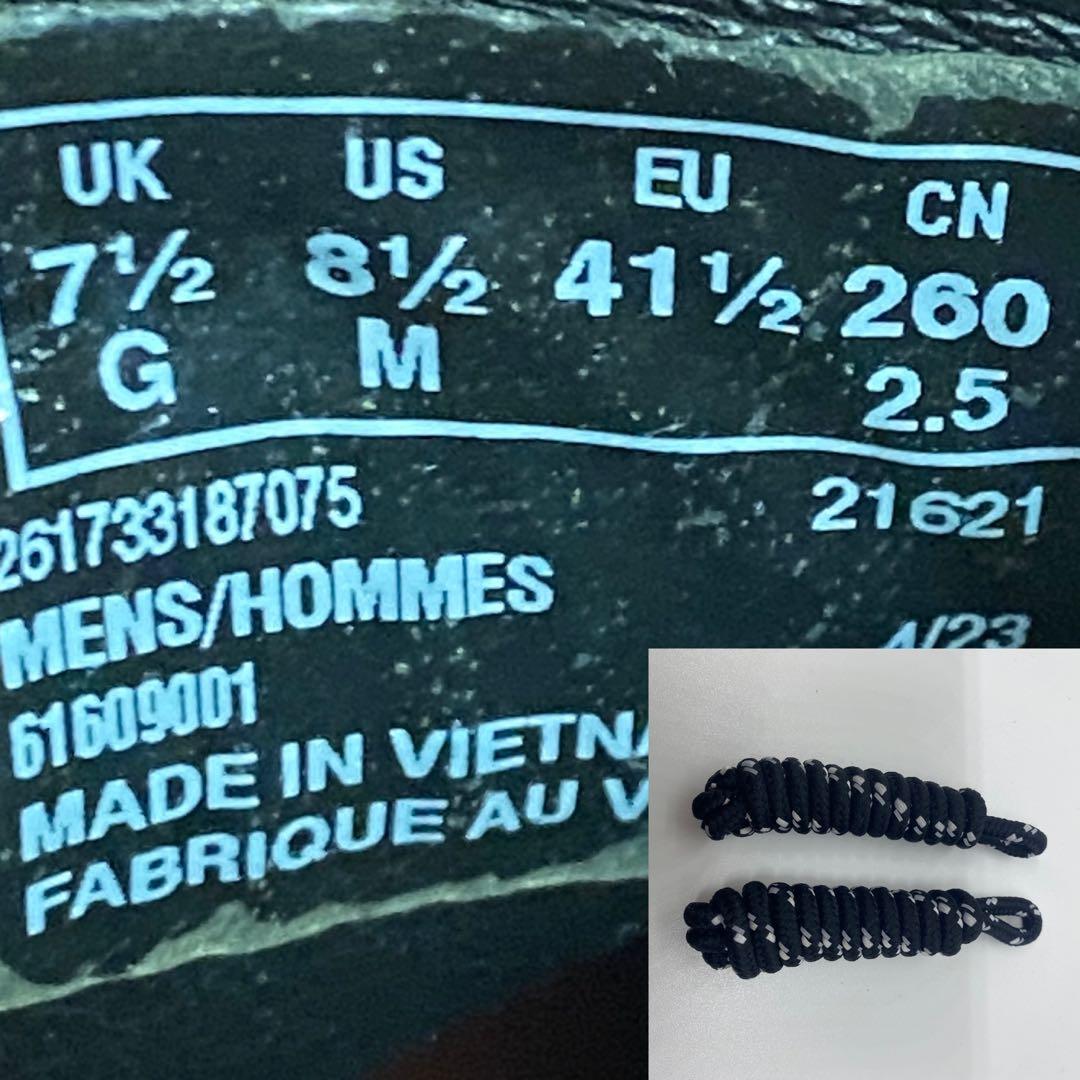 UK US EU CN
7½ 8½ 41½ 260
G M 2.5
261733187075 21621
MENS/HOMMES 4/23
61609001
MADE IN
FABRIQUE AU